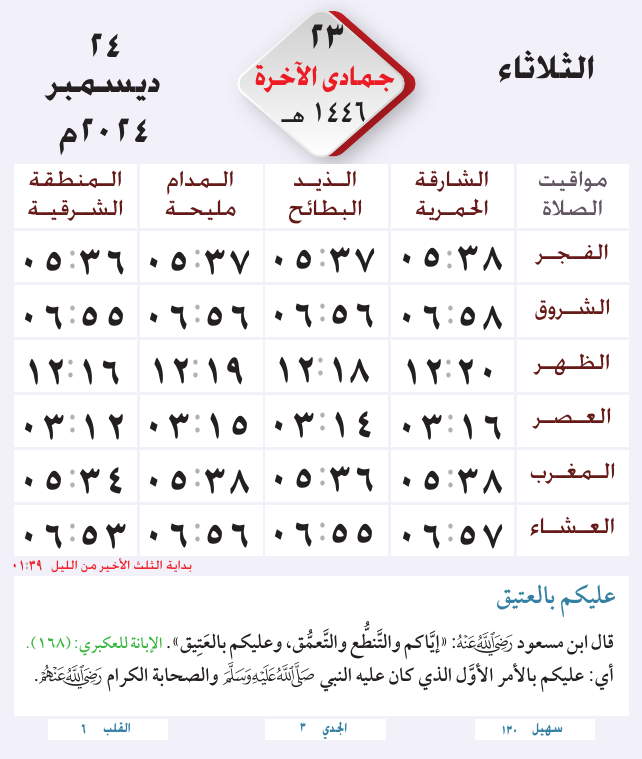 الثلاثاء
٢٣
جمادى الآخرة
١٤٤٦ هـ
٢٤
ديسمبر
٢٠٢٤م
مواقيت الصلاة | الشارقة الحمرية | الذيد البطائح | المدام مليحة | المنطقة الشرقية
الفجر ٠٥:٣٨ ٠٥:٣٧ ٠٥:٣٧ ٠٥:٣٦
الشروق ٠٦:٥٨ ٠٦:٥٦ ٠٦:٥٦ ٠٦:٥٥
الظهر ١٢:٢٠ ١٢:١٨ ١٢:١٩ ١٢:١٦
العصر ٠٣:١٦ ٠٣:١٤ ٠٣:١٥ ٠٣:١٢
المغرب ٠٥:٣٨ ٠٥:٣٦ ٠٥:٣٨ ٠٥:٣٤
العشاء ٠٦:٥٧ ٠٦:٥٥ ٠٦:٥٦ ٠٦:٥٣
بداية الثلث الأخير من الليل ٠١:٣٩
عليكم بالعتيق
قال ابن مسعود رَضِيَ اللَّهُ عَنْهُ: «إيَّاكم والتَّنطُّع والتَّعمُّق، وعليكم بالعَتِيق». الإبانة للعكبري: (١٦٨).
أي: عليكم بالأمر الأوَّل الذي كان عليه النبي صَلَّى اللَّهُ عَلَيْهِ وَسَلَّمَ والصحابة الكرام رَضِيَ اللَّهُ عَنْهُمْ.
سهيل ١٣٠ الجدي ٣ القلب ٦